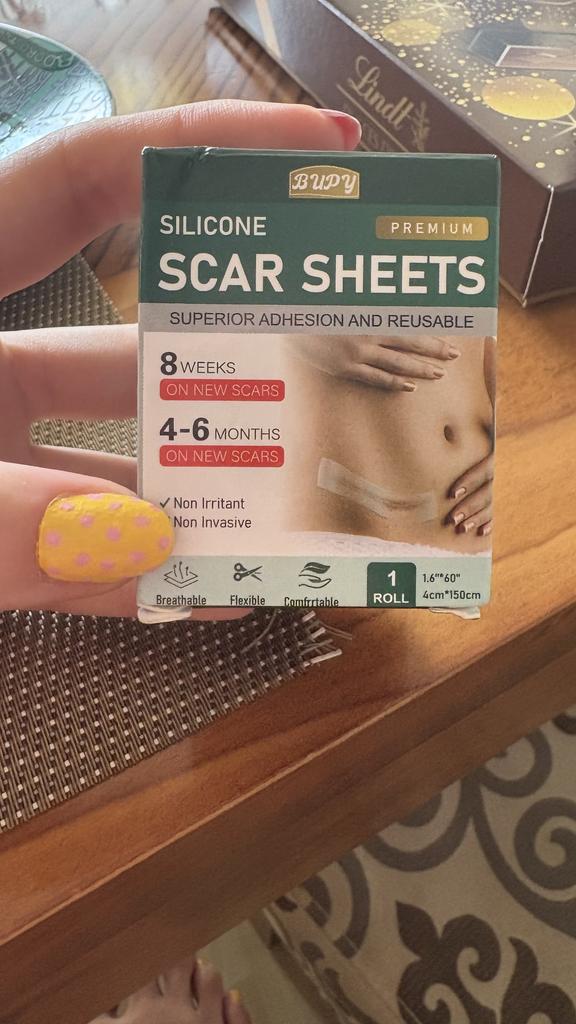 Lindt
BUPY
SILICONE
PREMIUM
SCAR SHEETS
SUPERIOR ADHESION AND REUSABLE
8 WEEKS
ON NEW SCARS
4-6 MONTHS
ON NEW SCARS
✓ Non Irritant
✓ Non Invasive
Breathable
Flexible
Comfrtable
1
ROLL
1.6"*60"
4cm*150cm